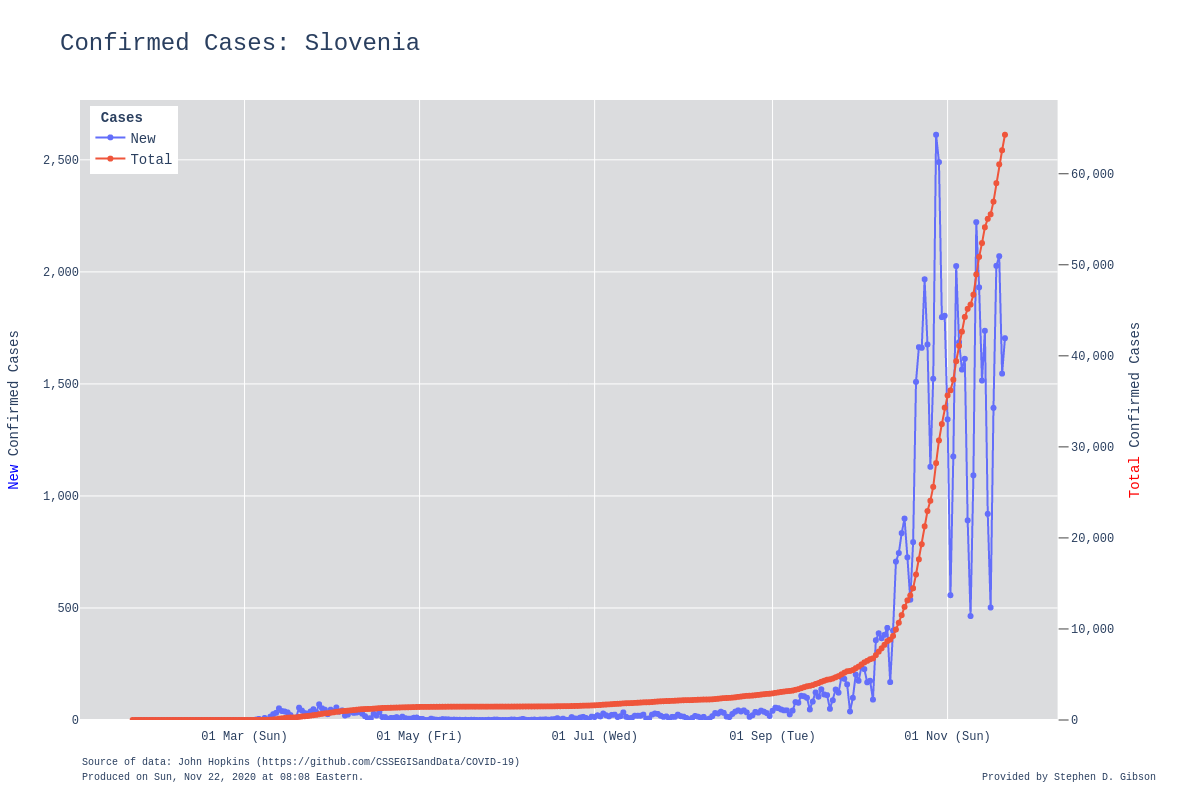 Confirmed Cases: Slovenia
Cases
New
Total
2,500
2,000
1,500
1,000
500
0
New Confirmed Cases
60,000
50,000
40,000
30,000
20,000
10,000
0
Total Confirmed Cases
01 Mar (Sun)
01 May (Fri)
01 Jul (Wed)
01 Sep (Tue)
01 Nov (Sun)
Source of data: John Hopkins (https://github.com/CSSEGISandData/COVID-19)
Produced on Sun, Nov 22, 2020 at 08:08 Eastern.
Provided by Stephen D. Gibson